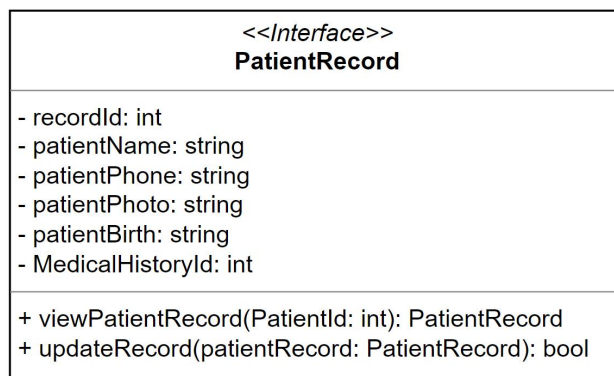 <<Interface>>
PatientRecord
- recordId: int
- patientName: string
- patientPhone: string
- patientPhoto: string
- patientBirth: string
- MedicalHistoryId: int
+ viewPatientRecord(PatientId: int): PatientRecord
+ updateRecord(patientRecord: PatientRecord): bool